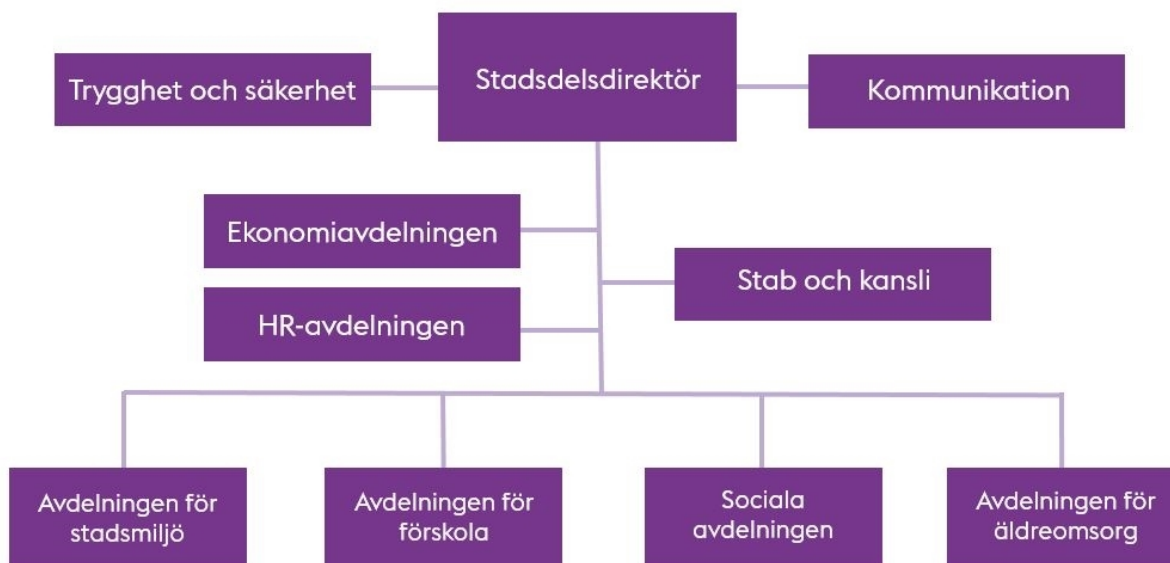 Stadsdelsdirektör
Trygghet och säkerhet
Kommunikation
Ekonomiavdelningen
Stab och kansli
HR-avdelningen
Avdelningen för
stadsmiljö
Avdelningen för
förskola
Sociala
avdelningen
Avdelningen för
äldreomsorg